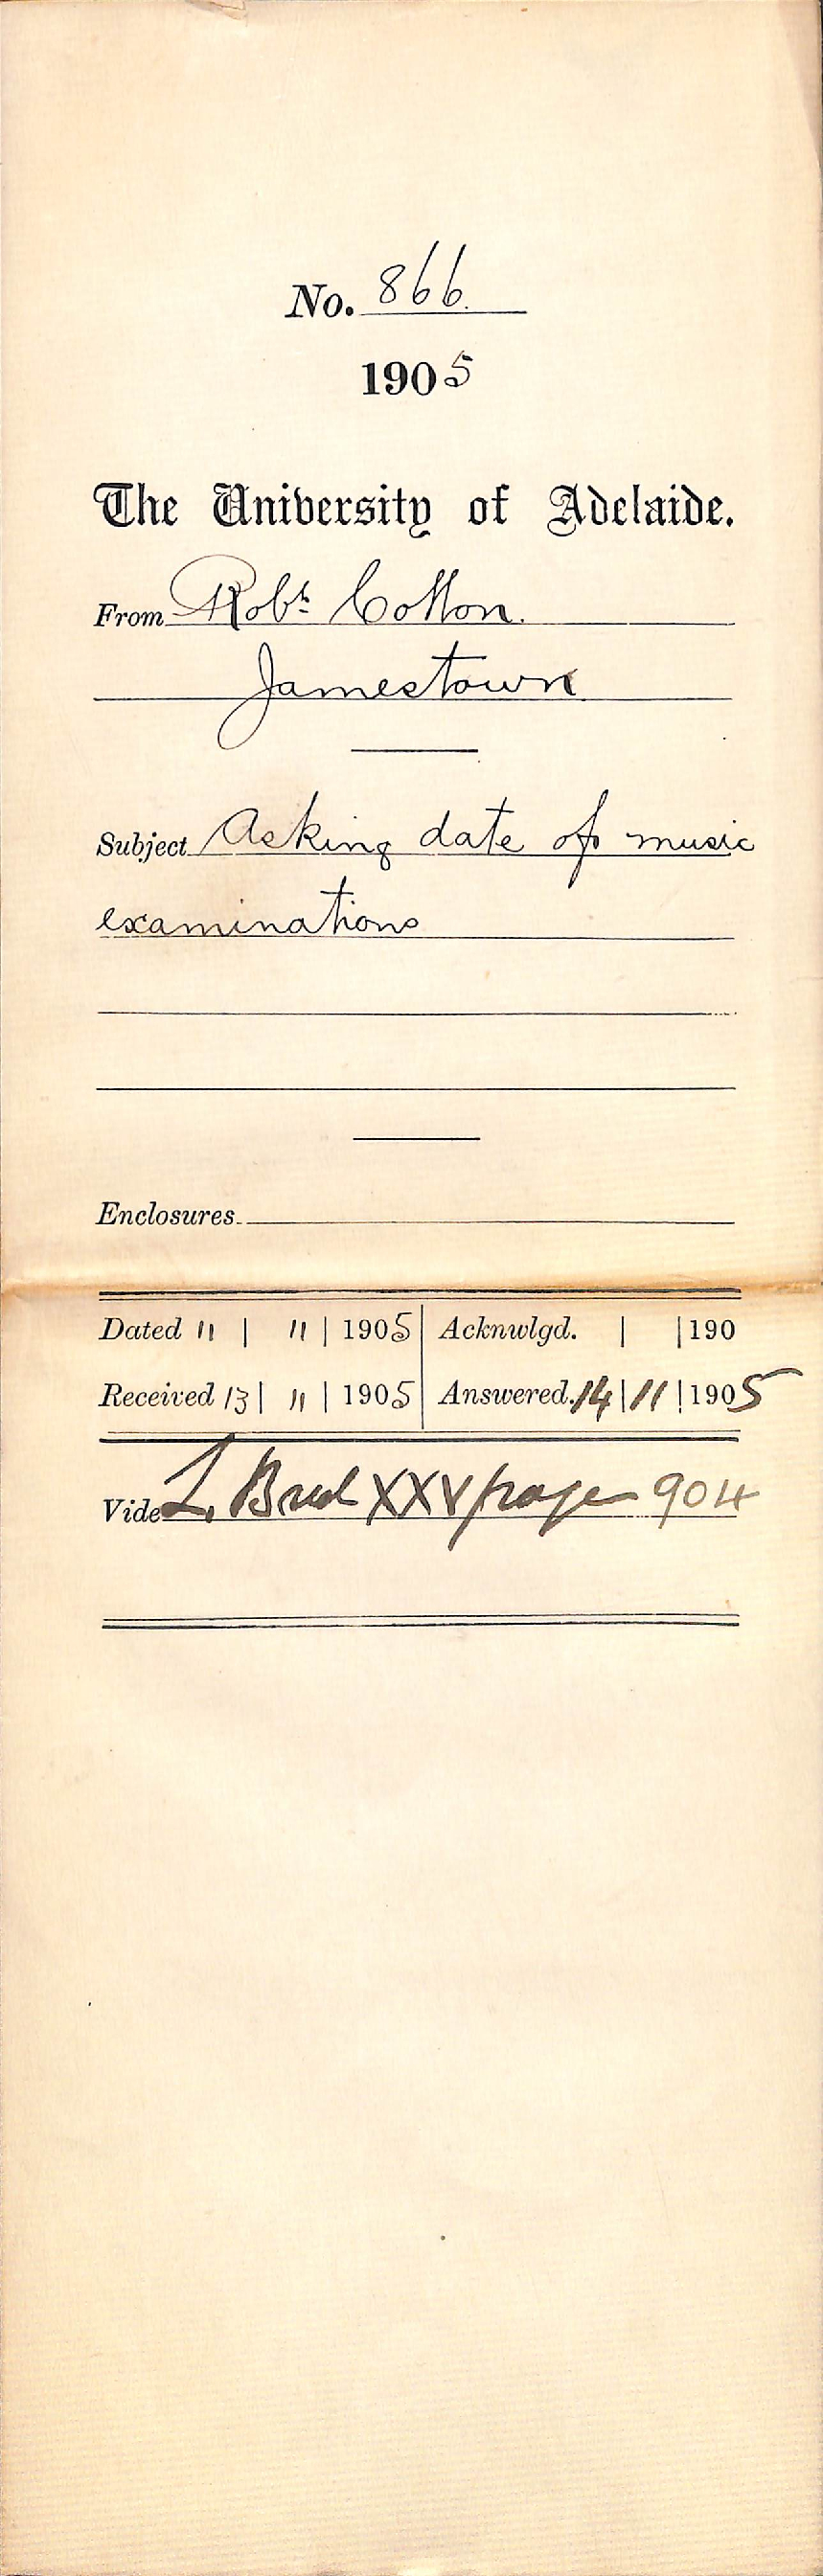 No. 866.
1905
The University of Adelaide.
From Robt. Cotton.
Jamestown
Subject Asking date of music
examinations
Enclosures
Dated 11 | 11 | 1905 Acknwlgd. | | 190
Received 13 | 11 | 1905 Answered. 14 | 11 | 1905
Vide L. XXV page 904